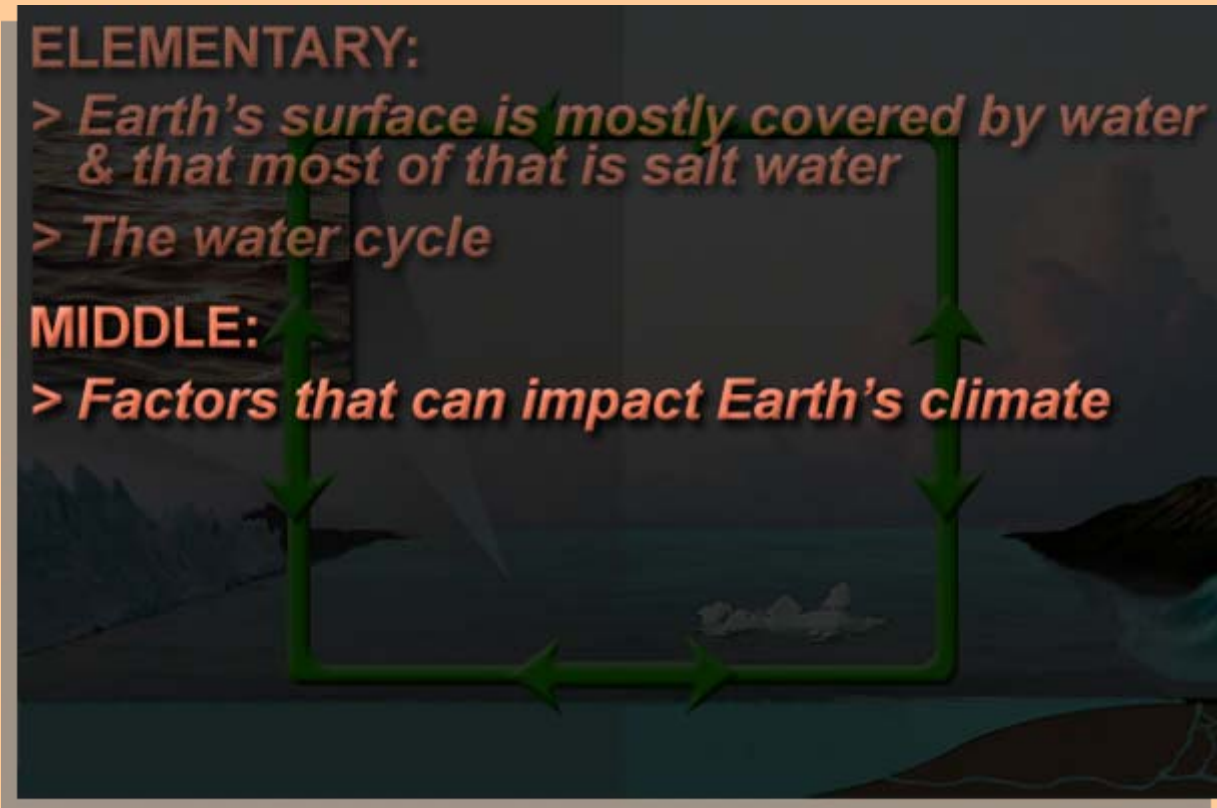 ELEMENTARY:
> Earth's surface is mostly covered by water
& that most of that is salt water
> The water cycle
MIDDLE:
> Factors that can impact Earth's climate